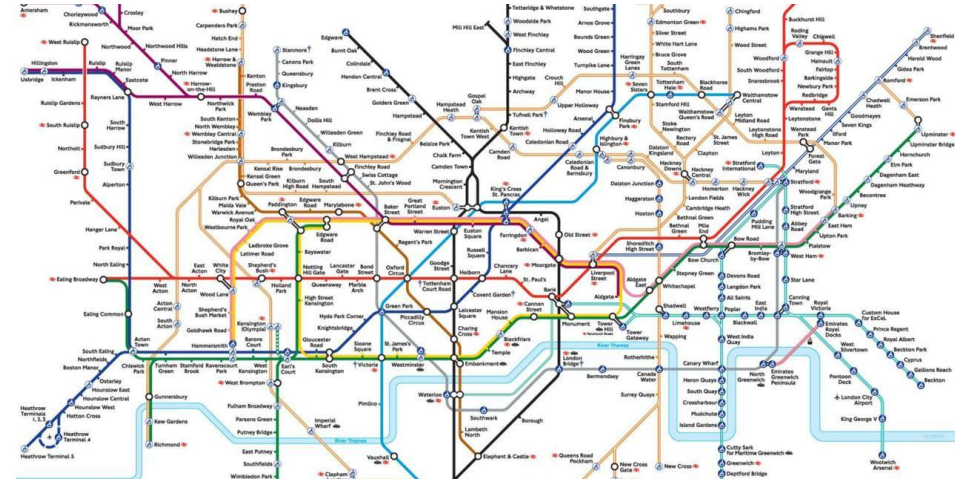 Amersham
Chorleywood
Rickmansworth
Croxley
Moor Park
Northwood
Northwood Hills
Pinner
North Harrow
Harrow-
on-the-Hill
West Ruislip
Hillingdon
Uxbridge
Ickenham
Ruislip
Ruislip
Manor
Eastcote
Rayners Lane
West Harrow
Ruislip Gardens
South Ruislip
Northolt
Greenford
Perivale
Hanger Lane
South
Harrow
Sudbury Hill
Sudbury
Town
Alperton
Park Royal
North Ealing
Ealing Broadway
Ealing Common
South Ealing
Northfields
Boston Manor
Osterley
Hounslow East
Hounslow Central
Hounslow West
Hatton Cross
Heathrow
Terminals
1, 2, 3
Heathrow
Terminal 4
Heathrow Terminal 5
Bushey
Carpenders Park
Hatch End
Headstone Lane
Harrow &
Wealdstone
Kenton
Preston
Road
Northwick
Park
South Kenton
North Wembley
Wembley Central
Stonebridge Park
Harlesden
Willesden Junction
Kensal Rise
Kensal Green
Queen's Park
Brondesbury
Park
Brondesbury
Kilburn
High Road
South
Hampstead
Stanmore
Canons Park
Queensbury
Kingsbury
Wembley
Park
Neasden
Dollis Hill
Willesden Green
Kilburn
West Hampstead
Finchley Road
Swiss Cottage
St. John's Wood
Edgware
Burnt Oak
Colindale
Hendon Central
Brent Cross
Golders Green
Hampstead
Finchley Road
& Frognal
Belsize Park
Chalk Farm
Camden Town
Mornington
Crescent
Euston
Mill Hill East
Totteridge & Whetstone
Woodside Park
West Finchley
Finchley Central
East Finchley
Highgate
Archway
Tufnell Park
Kentish
Town
Kentish
Town West
Hampstead
Heath
Gospel
Oak
Crouch
Hill
Upper Holloway
Camden
Road
Caledonian
Road &
Barnsbury
Southgate
Arnos Grove
Bounds Green
Wood Green
Turnpike Lane
Harringay
Green
Lanes
Manor House
Arsenal
Finsbury
Park
Holloway Road
Caledonian Road
Highbury &
Islington
Canonbury
King's Cross
St. Pancras
Southbury
Edmonton Green
Silver Street
White Hart Lane
Bruce Grove
South
Tottenham
Seven
Sisters
Tottenham
Hale
Stamford Hill
Stoke
Newington
Rectory Road
Blackhorse
Road
Walthamstow
Queen's Road
St. James
Street
Clapton
Chingford
Highams Park
Wood Street
Walthamstow
Central
Leyton
Midland Road
Leytonstone
High Road
Buckhurst Hill
Roding
Valley
Chigwell
Grange Hill
Hainault
Fairlop
Barkingside
Newbury Park
Redbridge
Gants
Hill
Woodford
South Woodford
Snaresbrook
Leytonstone
Wanstead
Wanstead
Park
Leyton
Forest
Gate
Maryland
Manor
Park
Ilford
Seven Kings
Goodmayes
Chadwell
Heath
Romford
Gidea Park
Harold Wood
Brentwood
Shenfield
Emerson Park
Upminster
Upminster Bridge
Hornchurch
Elm Park
Dagenham East
Dagenham Heathway
Becontree
Upney
Barking
East Ham
Upton Park
Plaistow
West Ham
Woodgrange
Park
Dalston
Kingsland
Dalston Junction
Haggerston
Hoxton
Shoreditch
High Street
Hackney
Downs
Hackney
Central
Homerton
Hackney
Wick
London Fields
Cambridge Heath
Bethnal Green
Bethnal
Green
Mile
End
Stratford
International
Stratford
Stratford
High Street
Abbey
Road
Pudding
Mill Lane
Bow Road
Bow Church
Bromley-
by-Bow
Stepney Green
Whitechapel
Devons Road
Langdon Park
All Saints
Star Lane
Canning
Town
East
India
Blackwall
Poplar
Westferry
Limehouse
Shadwell
Wapping
Rotherhithe
Canada
Water
Surrey Quays
West India
Quay
Canary Wharf
Heron Quays
South Quay
Crossharbour
Mudchute
Island Gardens
Cutty Sark
for Maritime Greenwich
Greenwich
Deptford Bridge
North
Greenwich
Emirates
Greenwich
Peninsula
Emirates
Royal
Docks
Royal
Victoria
Custom House
for ExCeL
Prince Regent
Royal Albert
Beckton Park
Cyprus
Gallions Reach
Beckton
West
Silvertown
Pontoon
Dock
London City
Airport
King George V
Woolwich
Arsenal
Kilburn Park
Maida Vale
Warwick Avenue
Royal Oak
Westbourne Park
Ladbroke Grove
Latimer Road
Paddington
Edgware
Road
Marylebone
Edgware
Road
Baker
Street
Great
Portland
Street
Warren Street
Euston
Square
Regent's Park
Russell
Square
Goodge
Street
Bayswater
Notting
Hill Gate
Queensway
Lancaster
Gate
Marble
Arch
Bond
Street
Oxford
Circus
Tottenham
Court Road
Holborn
Chancery
Lane
Covent Garden
Leicester
Square
Piccadilly
Circus
Charing
Cross
Angel
Old Street
Farringdon
Barbican
Moorgate
St. Paul's
Bank
Liverpool
Street
Aldgate
East
Aldgate
Cannon
Street
Mansion
House
Blackfriars
Temple
Embankment
Monument
Tower
Hill
Fenchurch Street
Tower
Gateway
River Thames
East
Acton
White
City
West
Acton
North
Acton
Wood Lane
Shepherd's
Bush
Holland
Park
Shepherd's
Bush Market
Goldhawk Road
Hammersmith
Acton
Central
South
Acton
Acton
Town
Chiswick
Park
Turnham
Green
Stamford
Brook
Ravenscourt
Park
West
Kensington
Barons
Court
Kensington
(Olympia)
Earl's
Court
High Street
Kensington
Gloucester
Road
South
Kensington
Sloane
Square
Victoria
St. James's
Park
Westminster
Hyde Park Corner
Knightsbridge
Green Park
Waterloo
Southwark
London
Bridge
Bermondsey
Borough
Lambeth
North
Elephant & Castle
Pimlico
Vauxhall
Gunnersbury
Kew Gardens
Richmond
West Brompton
Fulham Broadway
Parsons Green
Putney Bridge
East Putney
Southfields
Wimbledon Park
Imperial
Wharf
Clapham
River Thames
Queens Road
Peckham
New Cross
Gate
New Cross